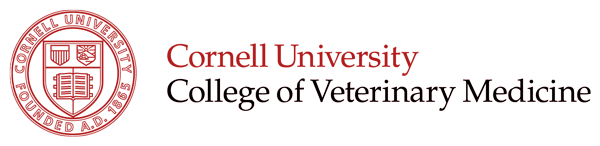 CORNELL UNIVERSITY
FOUNDED A.D. 1865
Cornell University
College of Veterinary Medicine